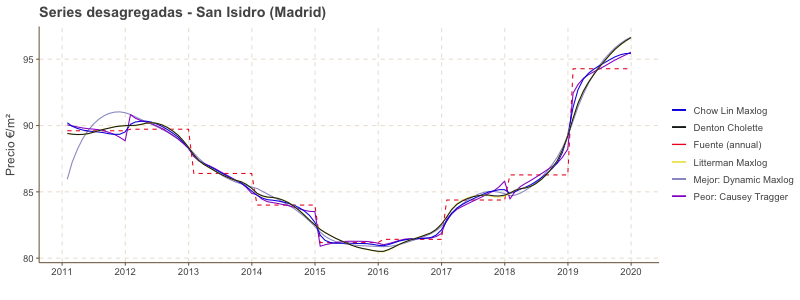 Series desagregadas - San Isidro (Madrid)
Precio €/m²
95
90
85
80
2011 2012 2013 2014 2015 2016 2017 2018 2019 2020
Chow Lin Maxlog
Denton Cholette
Fuente (annual)
Litterman Maxlog
Mejor: Dynamic Maxlog
Peor: Causey Tragger